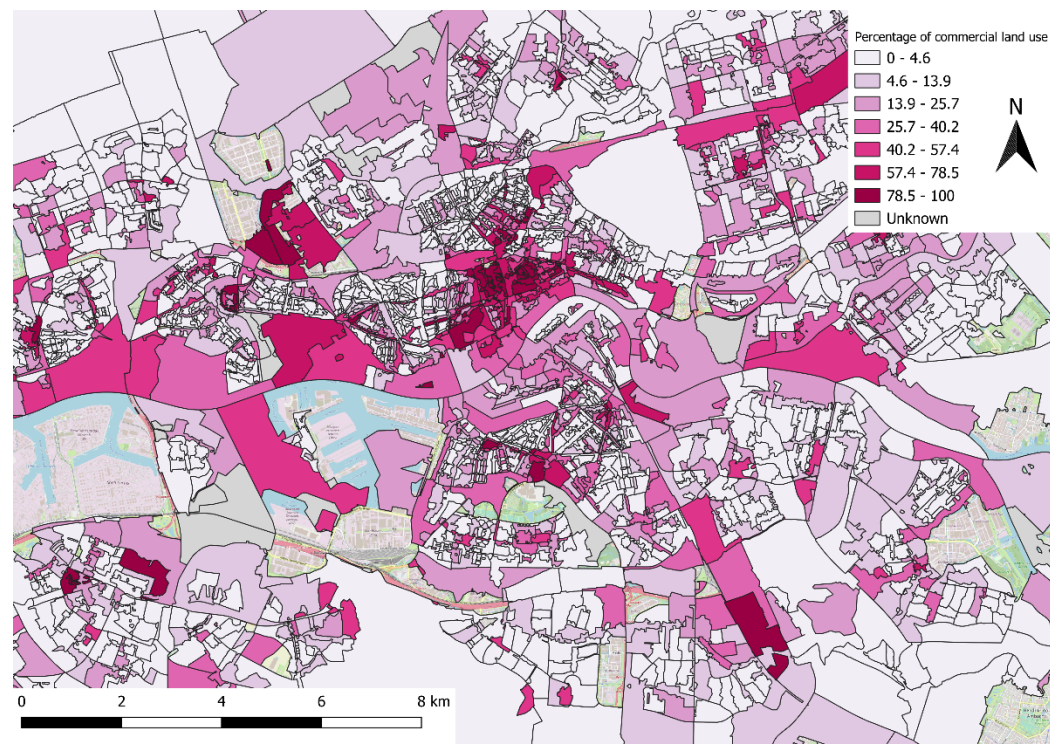 Percentage of commercial land use
0 - 4.6
4.6 - 13.9
13.9 - 25.7
25.7 - 40.2
40.2 - 57.4
57.4 - 78.5
78.5 - 100
Unknown
N
0 2 4 6 8 km